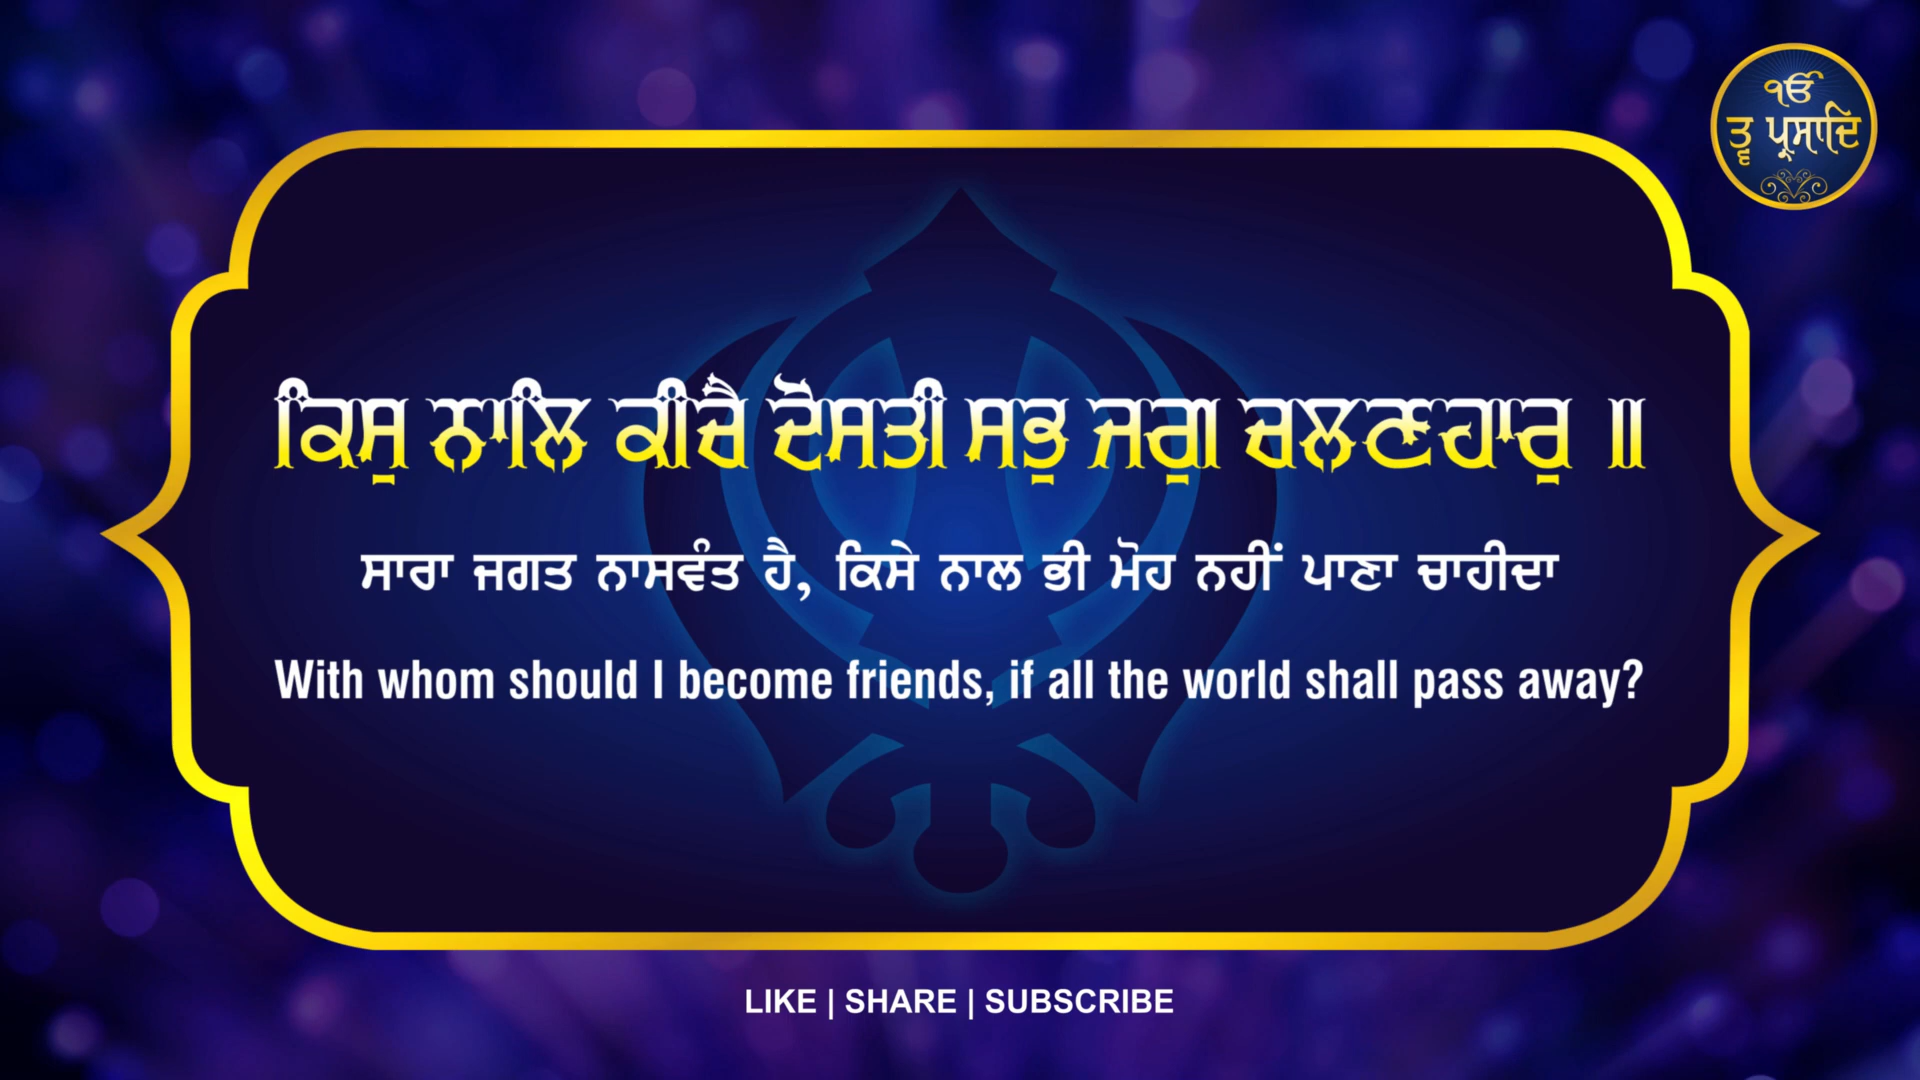 ੴ
ਤ੍ਵ ਪ੍ਰਸਾਦਿ
ਕਿਸੁ ਨਾਲਿ ਕੀਚੈ ਦੋਸਤੀ ਸਭੁ ਜਗੁ ਚਲਣਹਾਰੁ ॥
ਸਾਰਾ ਜਗਤ ਨਾਸਵੰਤ ਹੈ, ਕਿਸੇ ਨਾਲ ਭੀ ਮੋਹ ਨਹੀਂ ਪਾਣਾ ਚਾਹੀਦਾ
With whom should I become friends, if all the world shall pass away?
LIKE | SHARE | SUBSCRIBE